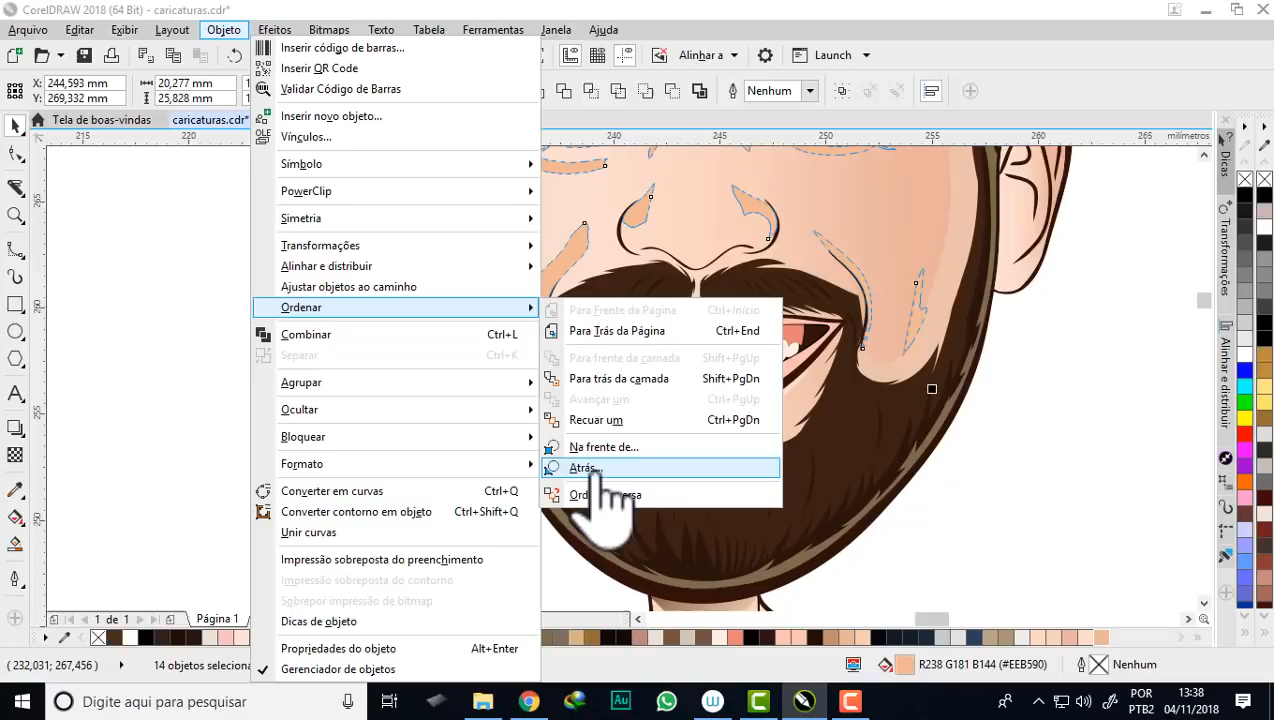 CorelDRAW 2018 (64 Bit) - caricaturas.cdr*
Arquivo Editar Exibir Layout Objeto Efeitos Bitmaps Texto Tabela Ferramentas Janela Ajuda
Alinhar a Launch
X: 244,593 mm 20,277 mm
Y: 269,332 mm 25,828 mm
Nenhum
Tela de boas-vindas caricaturas.cdr*
215 220 240 245 250 255 260 265 milímetros
265
260
255
250
Inserir código de barras...
Inserir QR Code
Validar Código de Barras
Inserir novo objeto...
OLE Vínculos...
Símbolo
PowerClip
Simetria
Transformações
Alinhar e distribuir
Ajustar objetos ao caminho
Ordenar
Combinar Ctrl+L
Separar Ctrl+K
Agrupar
Ocultar
Bloquear
Formato
Converter em curvas Ctrl+Q
Converter contorno em objeto Ctrl+Shift+Q
Unir curvas
Impressão sobreposta do preenchimento
Impressão sobreposta do contorno
Sobrepor impressão de bitmap
Dicas de objeto
Propriedades do objeto Alt+Enter
Gerenciador de objetos
Para Frente da Página Ctrl+Início
Para Trás da Página Ctrl+End
Para frente da camada Shift+PgUp
Para trás da camada Shift+PgDn
Avançar um Ctrl+PgUp
Recuar um Ctrl+PgDn
Na frente de...
Atrás...
Dicas
Alinhar e distribuir
1 de 1 Página 1
(232,031; 267,456) 14 objetos seleciona R238 G181 B144 (#EEB590) Nenhum
Digite aqui para pesquisar
Au
W
POR 13:38
PTB2 04/11/2018